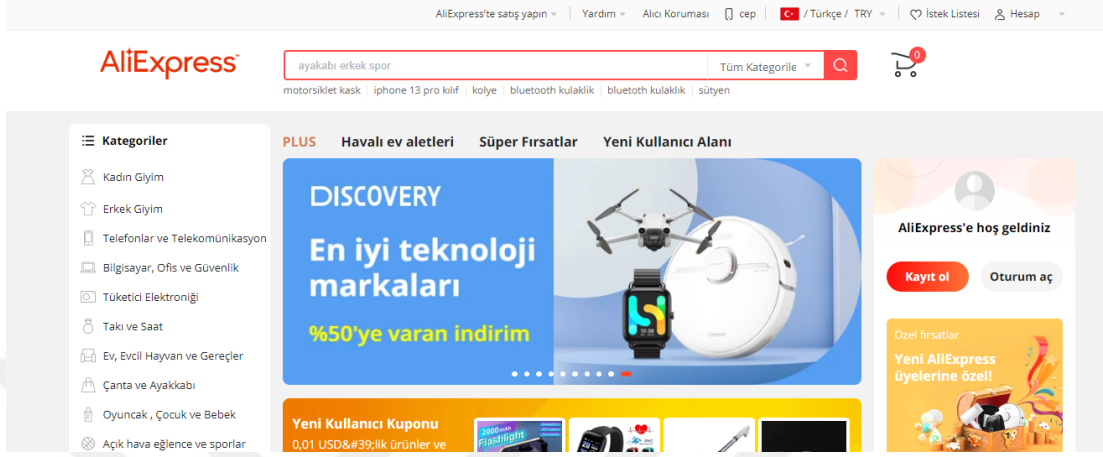 AliExpress'te satış yapın
Yardım
Alıcı Koruması
cep
/ Türkçe / TRY
İstek Listesi
Hesap
AliExpress
ayakabı erkek spor
Tüm Kategorile
0
motorsiklet kask
iphone 13 pro kılıf
kolye
bluetooth kulaklik
bluetoth kulaklık
sütyen
Kategoriler
Kadın Giyim
Erkek Giyim
Telefonlar ve Telekomünikasyon
Bilgisayar, Ofis ve Güvenlik
Tüketici Elektroniği
Takı ve Saat
Ev, Evcil Hayvan ve Gereçler
Çanta ve Ayakkabı
Oyuncak , Çocuk ve Bebek
Açık hava eğlence ve sporlar
PLUS
Havalı ev aletleri
Süper Fırsatlar
Yeni Kullanıcı Alanı
DISCOVERY
En iyi teknoloji
markaları
%50'ye varan indirim
Yeni Kullanıcı Kuponu
0,01 USD&#39;lik ürünler ve
2000mAh
Flashlight
AliExpress'e hoş geldiniz
Kayıt ol
Oturum aç
Özel fırsatlar
Yeni AliExpress
üyelerine özel!